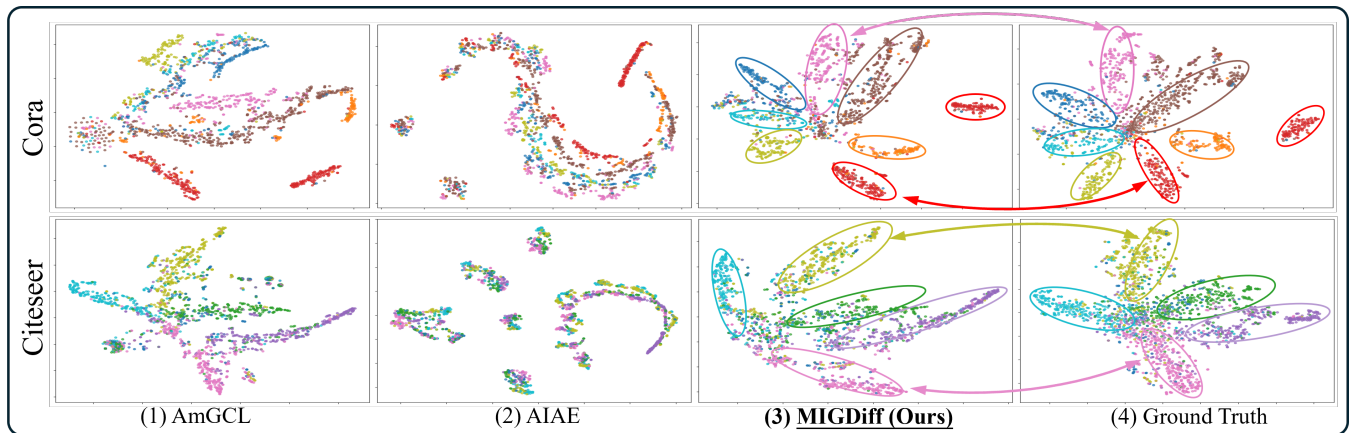 Cora
Citeseer
(1) AmGCL
(2) AIAE
(3) MIGDiff (Ours)
(4) Ground Truth